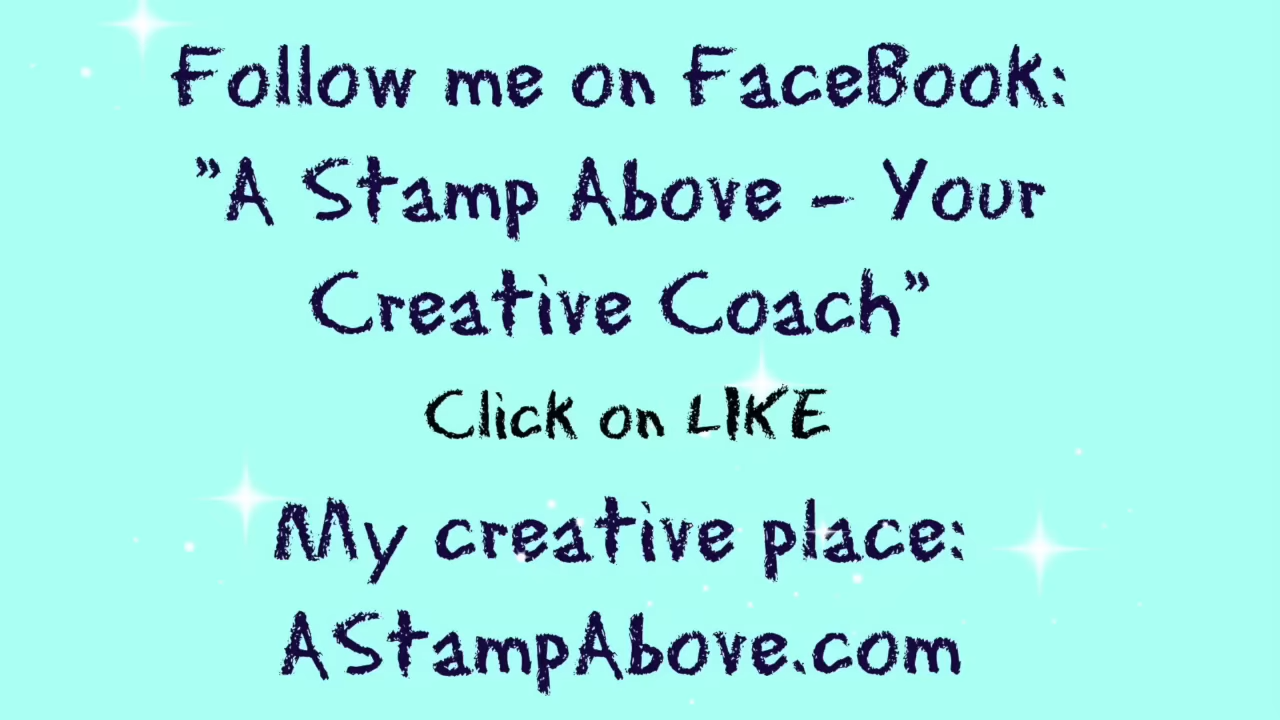 Follow me on FaceBook:
"A Stamp Above - Your
Creative Coach"
Click on LIKE
My creative place:
AStampAbove.com